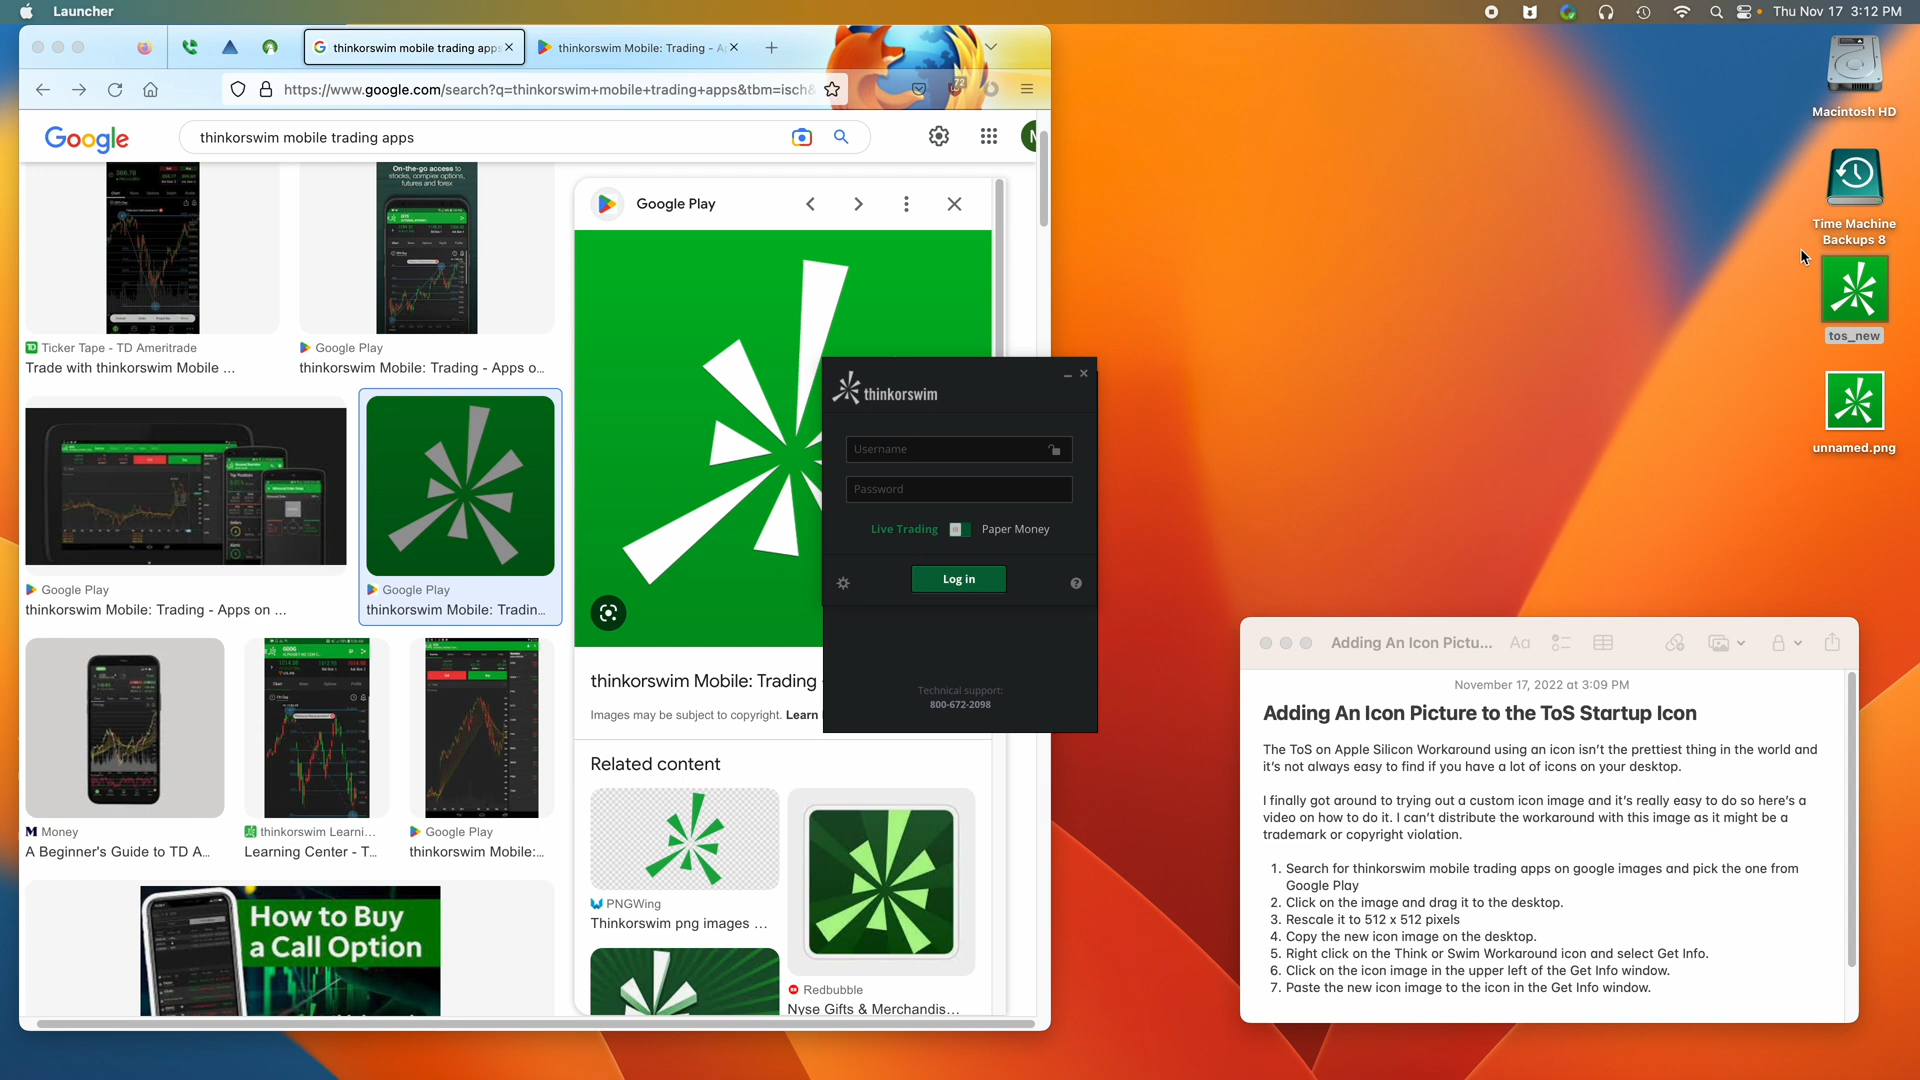 Launcher
Thu Nov 17 3:12 PM
thinkorswim mobile trading apps
thinkorswim Mobile: Trading - A
https://www.google.com/search?q=thinkorswim+mobile+trading+apps&tbm=isch&
72
Google
thinkorswim mobile trading apps
Macintosh HD
Time Machine
Backups 8
tos_new
unnamed.png
On-the-go access to
stocks, complex options,
futures and forex
Ticker Tape - TD Ameritrade
Trade with thinkorswim Mobile ...
Google Play
thinkorswim Mobile: Trading - Apps o...
Google Play
thinkorswim Mobile: Trading - Apps on ...
Google Play
thinkorswim Mobile: Tradin...
Money
A Beginner's Guide to TD A...
thinkorswim Learni...
Learning Center - T...
Google Play
thinkorswim Mobile:...
How to Buy
a Call Option
Google Play
thinkorswim Mobile: Trading
Images may be subject to copyright. Learn
Related content
PNGWing
Thinkorswim png images ...
Redbubble
Nyse Gifts & Merchandis...
thinkorswim
Username
Password
Live Trading
Paper Money
Log in
Technical support:
800-672-2098
Adding An Icon Pictu...
Aa
November 17, 2022 at 3:09 PM
Adding An Icon Picture to the ToS Startup Icon
The ToS on Apple Silicon Workaround using an icon isn't the prettiest thing in the world and
it's not always easy to find if you have a lot of icons on your desktop.
I finally got around to trying out a custom icon image and it's really easy to do so here's a
video on how to do it. I can't distribute the workaround with this image as it might be a
trademark or copyright violation.
1. Search for thinkorswim mobile trading apps on google images and pick the one from
Google Play
2. Click on the image and drag it to the desktop.
3. Rescale it to 512 x 512 pixels
4. Copy the new icon image on the desktop.
5. Right click on the Think or Swim Workaround icon and select Get Info.
6. Click on the icon image in the upper left of the Get Info window.
7. Paste the new icon image to the icon in the Get Info window.